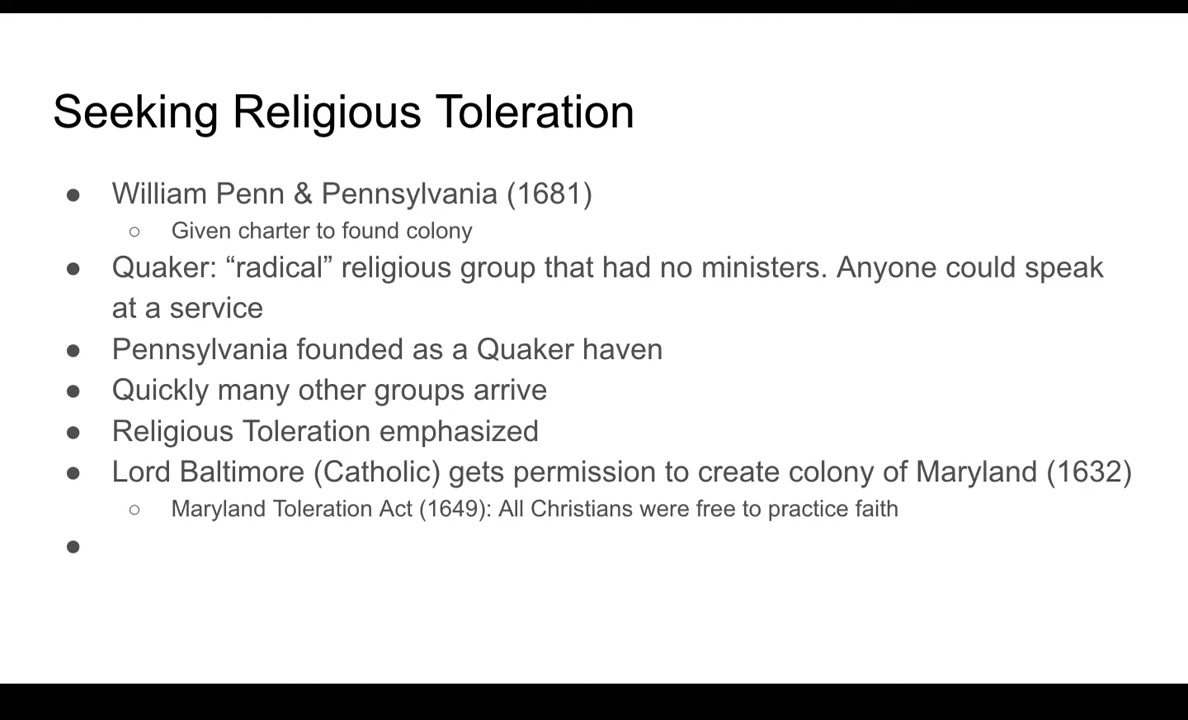 Seeking Religious Toleration
● William Penn & Pennsylvania (1681)
○ Given charter to found colony
● Quaker: “radical” religious group that had no ministers. Anyone could speak
at a service
● Pennsylvania founded as a Quaker haven
● Quickly many other groups arrive
● Religious Toleration emphasized
● Lord Baltimore (Catholic) gets permission to create colony of Maryland (1632)
○ Maryland Toleration Act (1649): All Christians were free to practice faith
●